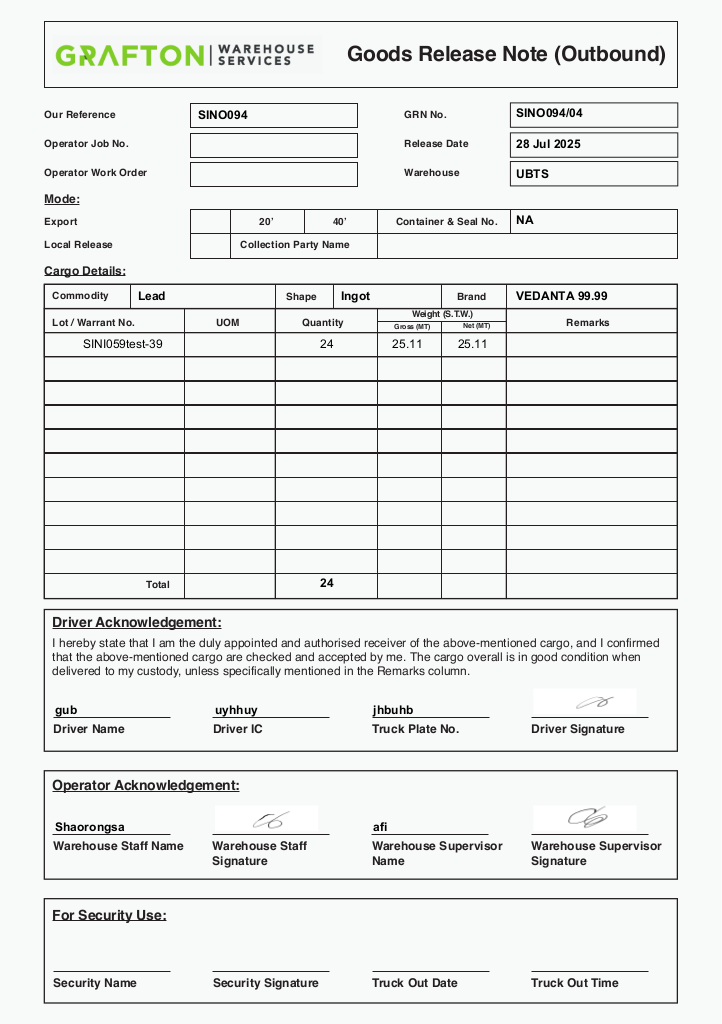 GRAFTON WAREHOUSE SERVICES
Goods Release Note (Outbound)
Our Reference SINO094 GRN No. SINO094/04
Operator Job No. Release Date 28 Jul 2025
Operator Work Order Warehouse UBTS
Mode:
Export 20' 40' Container & Seal No. NA
Local Release Collection Party Name
Cargo Details:
Commodity Lead Shape Ingot Brand VEDANTA 99.99
Lot / Warrant No. UOM Quantity Weight (S.T.W.) Remarks
Gross (MT) Net (MT)
SINI059test-39 24 25.11 25.11
Total 24
Driver Acknowledgement:
I hereby state that I am the duly appointed and authorised receiver of the above-mentioned cargo, and I confirmed
that the above-mentioned cargo are checked and accepted by me. The cargo overall is in good condition when
delivered to my custody, unless specifically mentioned in the Remarks column.
gub uyhhuy jhbuhb
Driver Name Driver IC Truck Plate No. Driver Signature
Operator Acknowledgement:
Shaorongsa afi
Warehouse Staff Name Warehouse Staff Signature Warehouse Supervisor Name Warehouse Supervisor Signature
For Security Use:
Security Name Security Signature Truck Out Date Truck Out Time